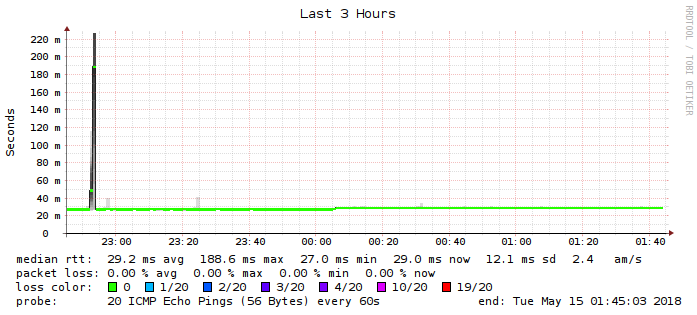 Last 3 Hours
RRDTOOL / TOBI OETIKER
Seconds
220 m
200 m
180 m
160 m
140 m
120 m
100 m
80 m
60 m
40 m
20 m
0
23:00 23:20 23:40 00:00 00:20 00:40 01:00 01:20 01:40
median rtt: 29.2 ms avg 188.6 ms max 27.0 ms min 29.0 ms now 12.1 ms sd 2.4 am/s
packet loss: 0.00 % avg 0.00 % max 0.00 % min 0.00 % now
loss color: 0 1/20 2/20 3/20 4/20 10/20 19/20
probe: 20 ICMP Echo Pings (56 Bytes) every 60s end: Tue May 15 01:45:03 2018